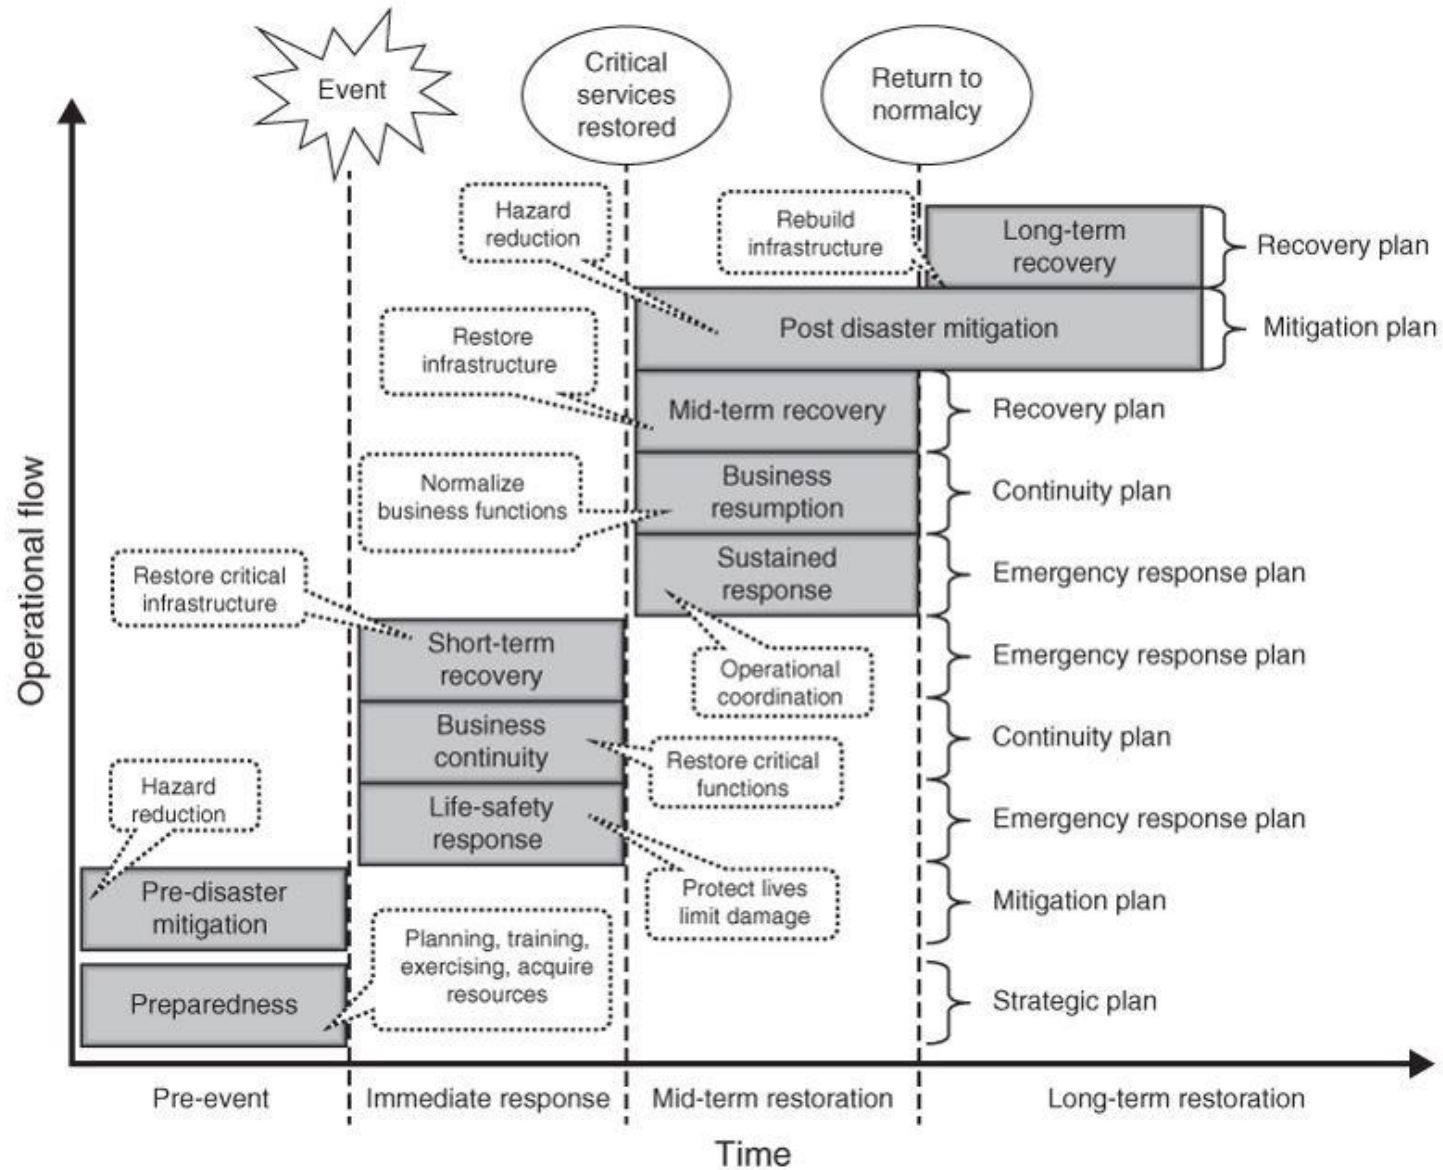 Event
Critical
services
restored
Return to
normalcy
Hazard
reduction
Rebuild
infrastructure
Long-term
recovery
Recovery plan
Restore
infrastructure
Post disaster mitigation
Mitigation plan
Mid-term recovery
Recovery plan
Normalize
business functions
Business
resumption
Continuity plan
Restore critical
infrastructure
Sustained
response
Emergency response plan
Short-term
recovery
Operational
coordination
Emergency response plan
Business
continuity
Restore critical
functions
Continuity plan
Hazard
reduction
Life-safety
response
Emergency response plan
Pre-disaster
mitigation
Protect lives
limit damage
Mitigation plan
Preparedness
Planning, training,
exercising, acquire
resources
Strategic plan
Operational flow
Pre-event
Immediate response
Mid-term restoration
Long-term restoration
Time